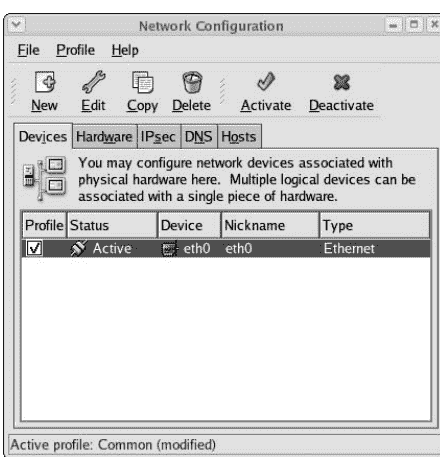 Network Configuration
File Profile Help
New Edit Copy Delete Activate Deactivate
Devices Hardware IPsec DNS Hosts
You may configure network devices associated with
physical hardware here. Multiple logical devices can be
associated with a single piece of hardware.
Profile Status Device Nickname Type
Active eth0 eth0 Ethernet
Active profile: Common (modified)